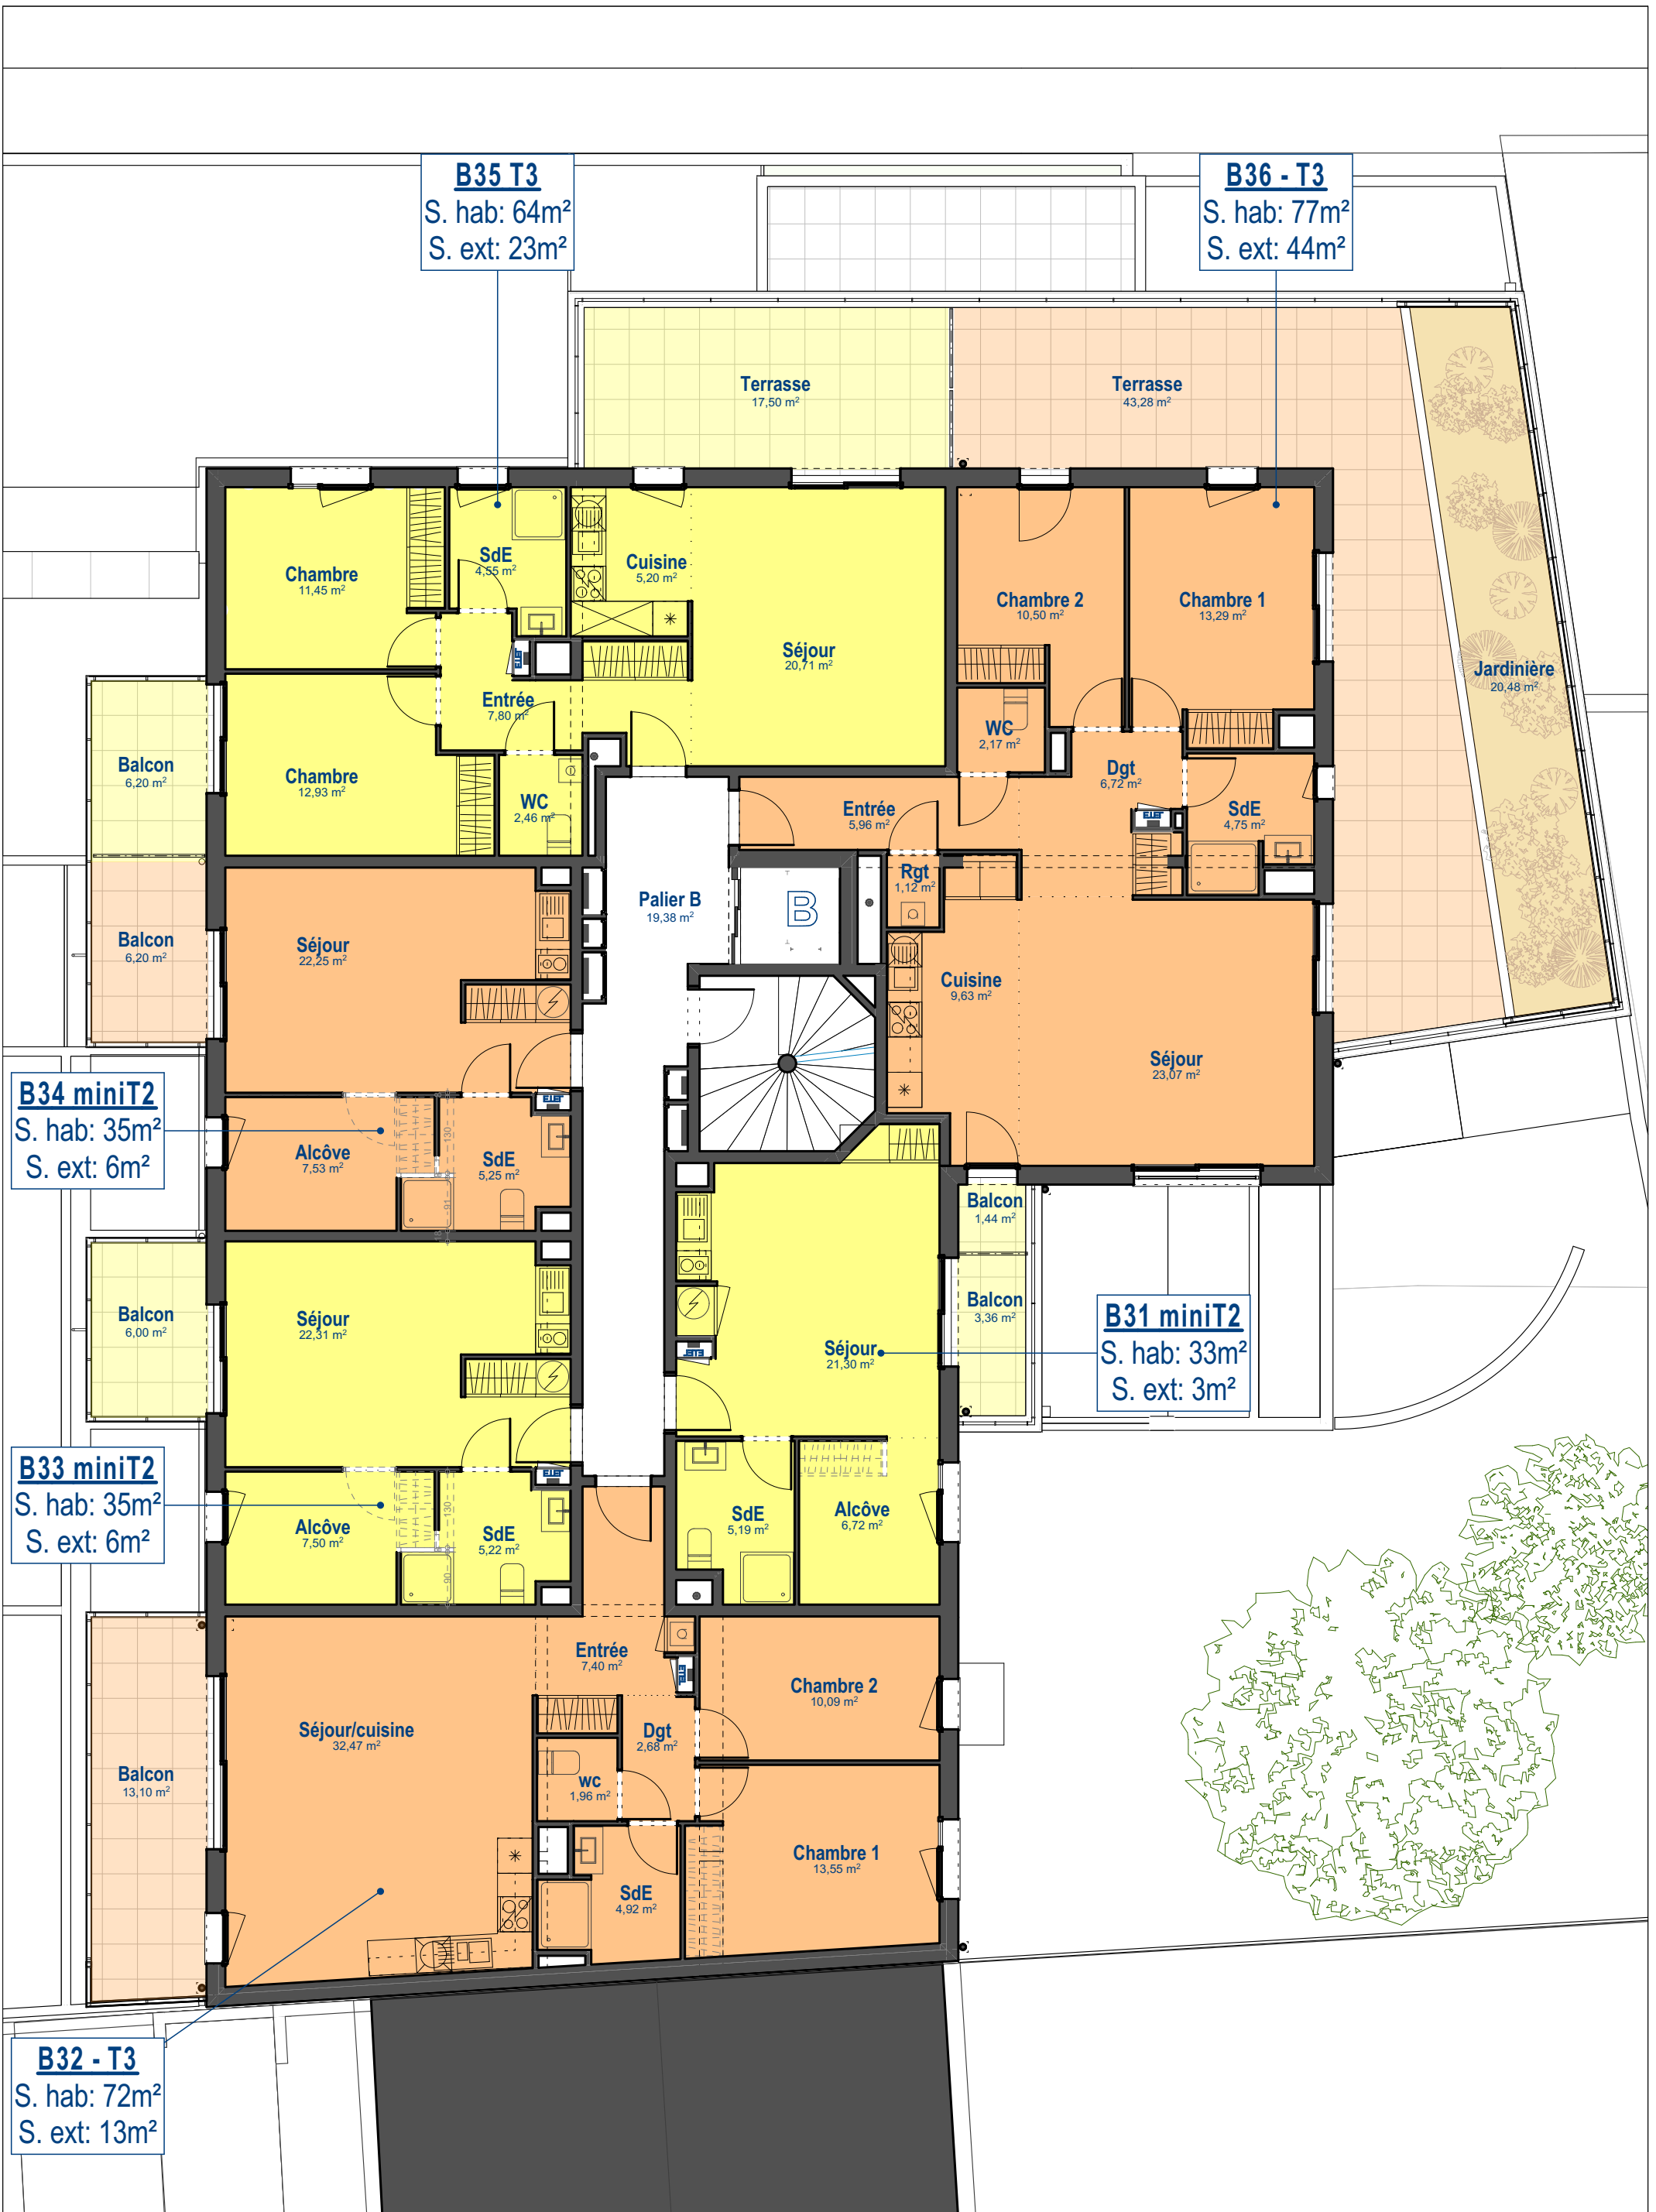 B35 T3
S. hab: 64m²
S. ext: 23m²
B36 - T3
S. hab: 77m²
S. ext: 44m²
Terrasse
17,50 m²
Terrasse
43,28 m²
Jardinière
20,48 m²
Chambre
11,45 m²
SdE
4,55 m²
Cuisine
5,20 m²
Séjour
20,71 m²
Chambre 2
10,50 m²
Chambre 1
13,29 m²
Entrée
7,80 m²
WC
2,17 m²
Balcon
6,20 m²
Chambre
12,93 m²
WC
2,46 m²
Entrée
5,96 m²
Dgt
6,72 m²
SdE
4,75 m²
Balcon
6,20 m²
Séjour
22,25 m²
Palier B
19,38 m²
B
Rgt
1,12 m²
Cuisine
9,63 m²
Séjour
23,07 m²
B34 miniT2
S. hab: 35m²
S. ext: 6m²
Alcôve
7,53 m²
130
91
SdE
5,25 m²
Balcon
1,44 m²
Balcon
3,36 m²
B31 miniT2
S. hab: 33m²
S. ext: 3m²
Balcon
6,00 m²
Séjour
22,31 m²
Séjour
21,30 m²
B33 miniT2
S. hab: 35m²
S. ext: 6m²
Alcôve
7,50 m²
130
90
SdE
5,22 m²
SdE
5,19 m²
Alcôve
6,72 m²
Entrée
7,40 m²
Chambre 2
10,09 m²
Séjour/cuisine
32,47 m²
Dgt
2,68 m²
Balcon
13,10 m²
wc
1,96 m²
Chambre 1
13,55 m²
SdE
4,92 m²
B32 - T3
S. hab: 72m²
S. ext: 13m²